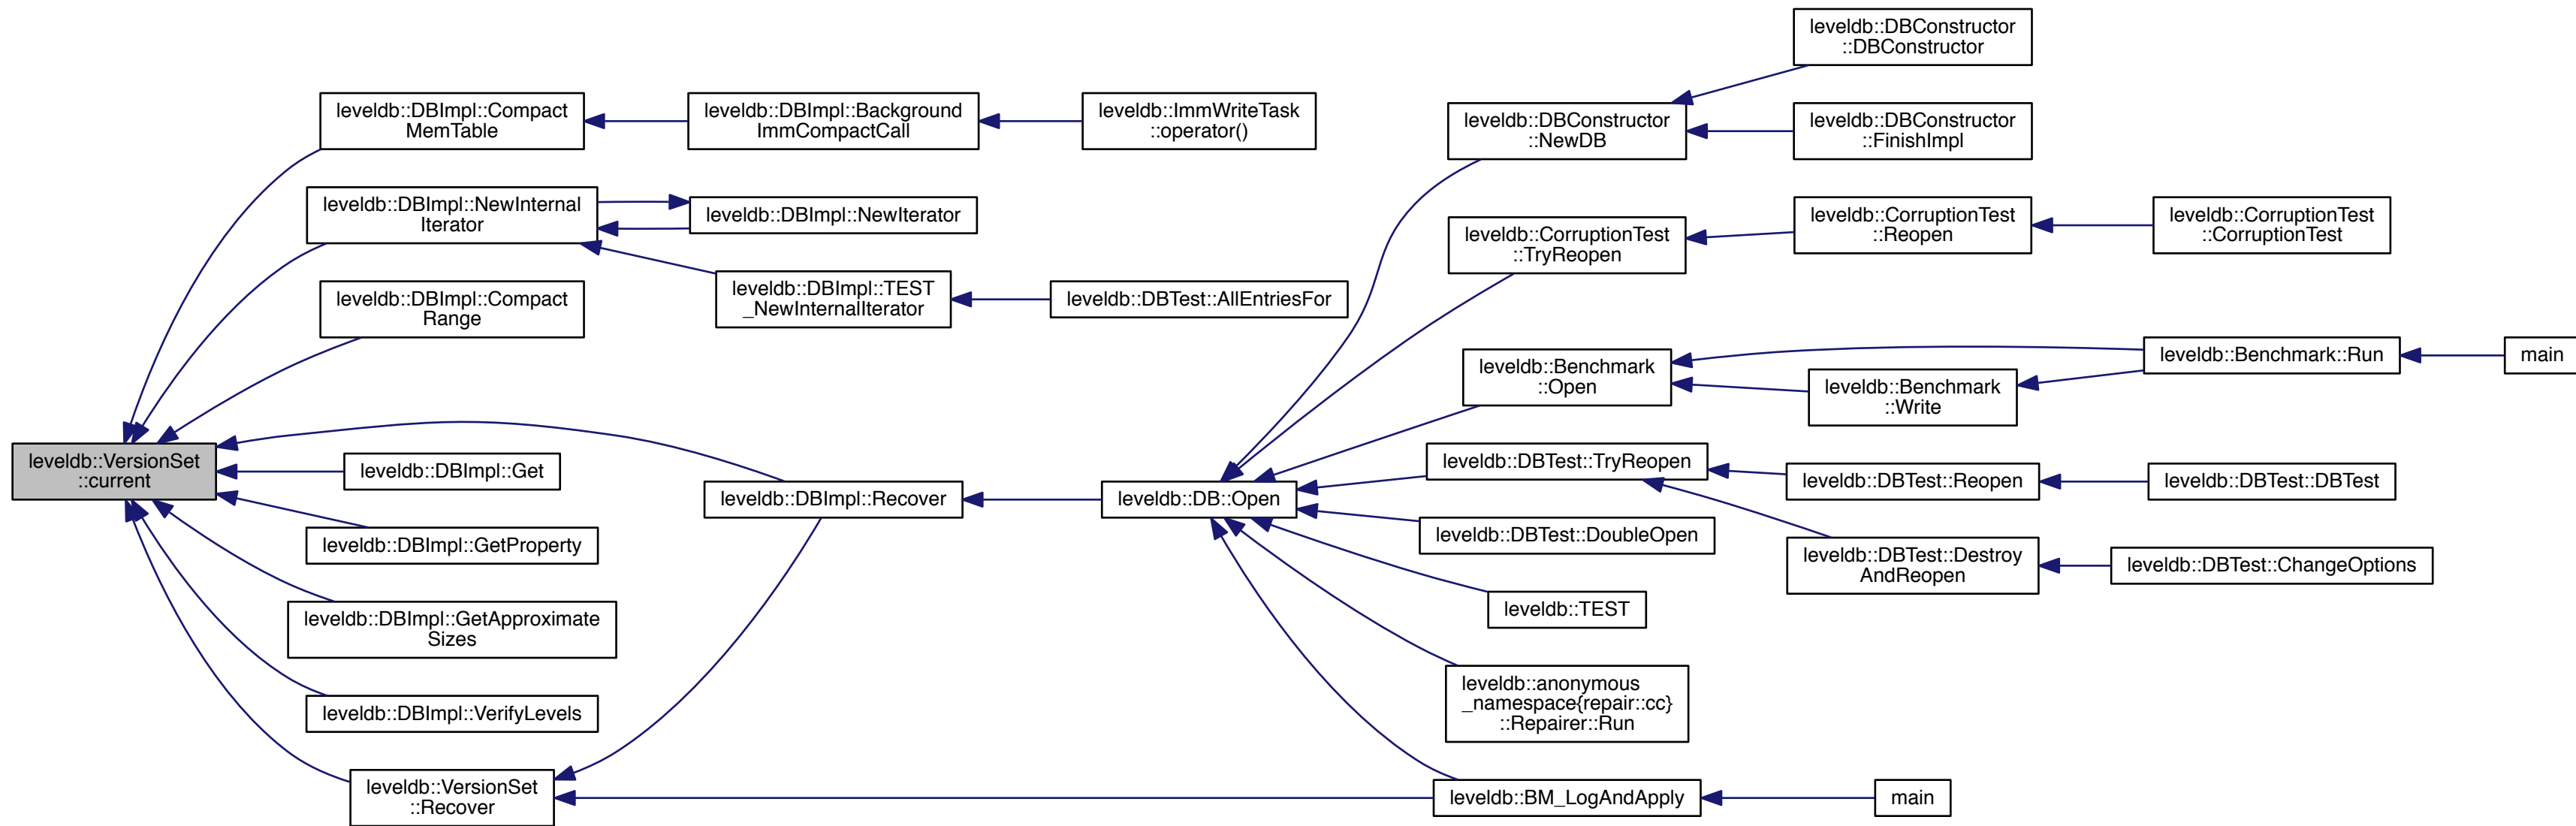 leveldb::DBConstructor
::DBConstructor
leveldb::DBImpl::Compact
MemTable
leveldb::DBImpl::Background
ImmCompactCall
leveldb::ImmWriteTask
::operator()
leveldb::DBConstructor
::NewDB
leveldb::DBConstructor
::FinishImpl
leveldb::DBImpl::NewInternal
Iterator
leveldb::DBImpl::NewIterator
leveldb::CorruptionTest
::TryReopen
leveldb::CorruptionTest
::Reopen
leveldb::CorruptionTest
::CorruptionTest
leveldb::DBImpl::Compact
Range
leveldb::DBImpl::TEST
_NewInternalIterator
leveldb::DBTest::AllEntriesFor
leveldb::Benchmark
::Open
leveldb::Benchmark::Run
main
leveldb::Benchmark
::Write
leveldb::VersionSet
::current
leveldb::DBImpl::Get
leveldb::DBImpl::Recover
leveldb::DB::Open
leveldb::DBTest::TryReopen
leveldb::DBTest::Reopen
leveldb::DBTest::DBTest
leveldb::DBImpl::GetProperty
leveldb::DBTest::DoubleOpen
leveldb::DBTest::Destroy
AndReopen
leveldb::DBTest::ChangeOptions
leveldb::DBImpl::GetApproximate
Sizes
leveldb::TEST
leveldb::DBImpl::VerifyLevels
leveldb::anonymous
_namespace{repair::cc}
::Repairer::Run
leveldb::VersionSet
::Recover
leveldb::BM_LogAndApply
main